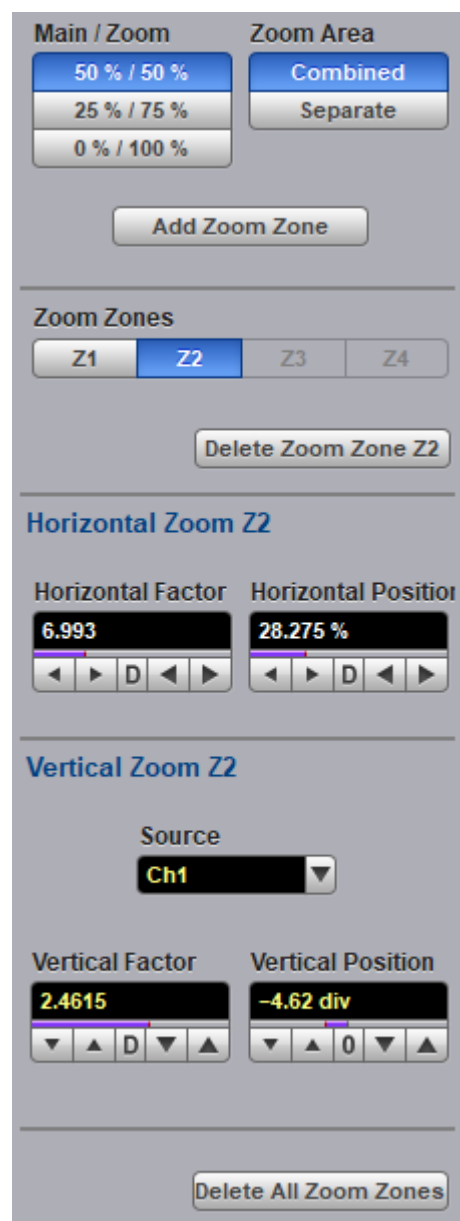 Main / Zoom Zoom Area
50 % / 50 % Combined
25 % / 75 % Separate
0 % / 100 %
Add Zoom Zone
Zoom Zones
Z1 Z2 Z3 Z4
Delete Zoom Zone Z2
Horizontal Zoom Z2
Horizontal Factor Horizontal Position
6.993 28.275 %
D D
Vertical Zoom Z2
Source
Ch1
Vertical Factor Vertical Position
2.4615 −4.62 div
D 0
Delete All Zoom Zones